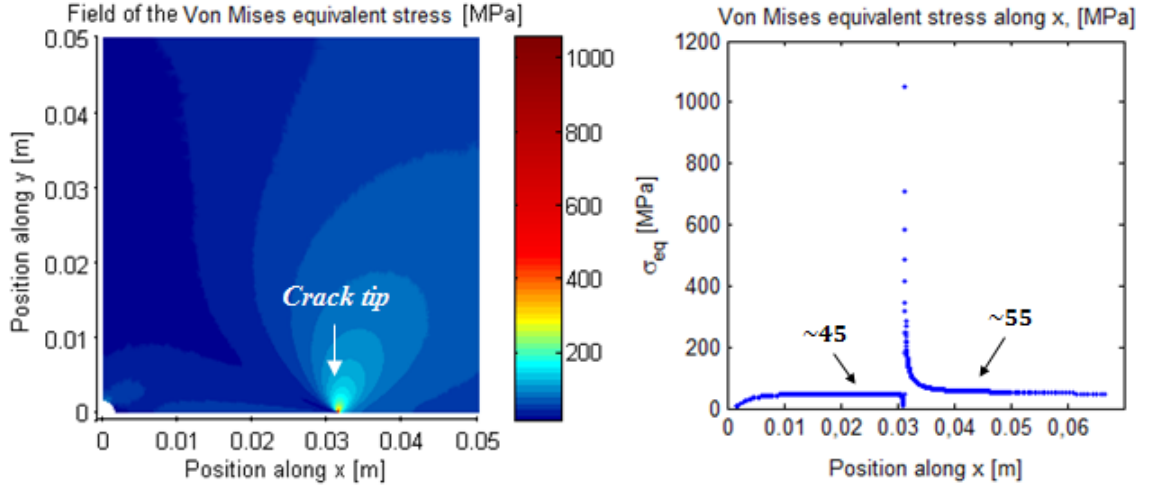 Field of the Von Mises equivalent stress [MPa]
0.05
0.04
0.03
0.02
0.01
0
Position along y [m]
0 0.01 0.02 0.03 0.04 0.05
Position along x [m]
Crack tip
1000
800
600
400
200
Von Mises equivalent stress along x, [MPa]
1200
1000
800
600
400
200
0
σeq [MPa]
~45
~55
0 0.01 0,02 0.03 0,04 0.05 0,06
Position along x [m]